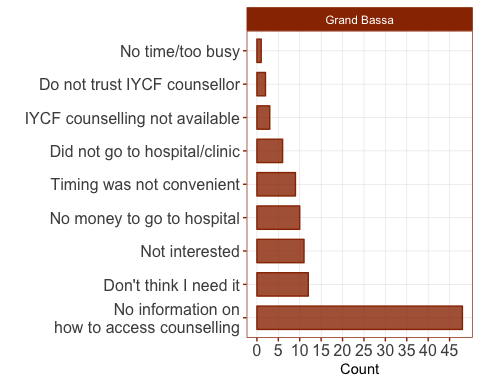 Grand Bassa
No time/too busy
Do not trust IYCF counsellor
IYCF counselling not available
Did not go to hospital/clinic
Timing was not convenient
No money to go to hospital
Not interested
Don't think I need it
No information on
how to access counselling
0 5 10 15 20 25 30 35 40 45
Count